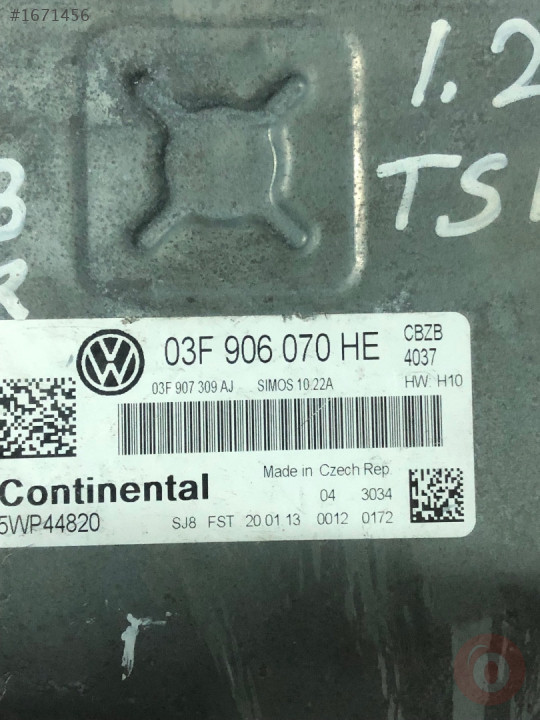 #1671456
1.2
TSI
B
R
03F 906 070 HE
CBZB
4037
03F 907 309 AJ SIMOS 10.22A HW: H10
Made in Czech Rep.
Continental
04 3034
5WP44820 SJ8 FST 20.01.13 0012 0172